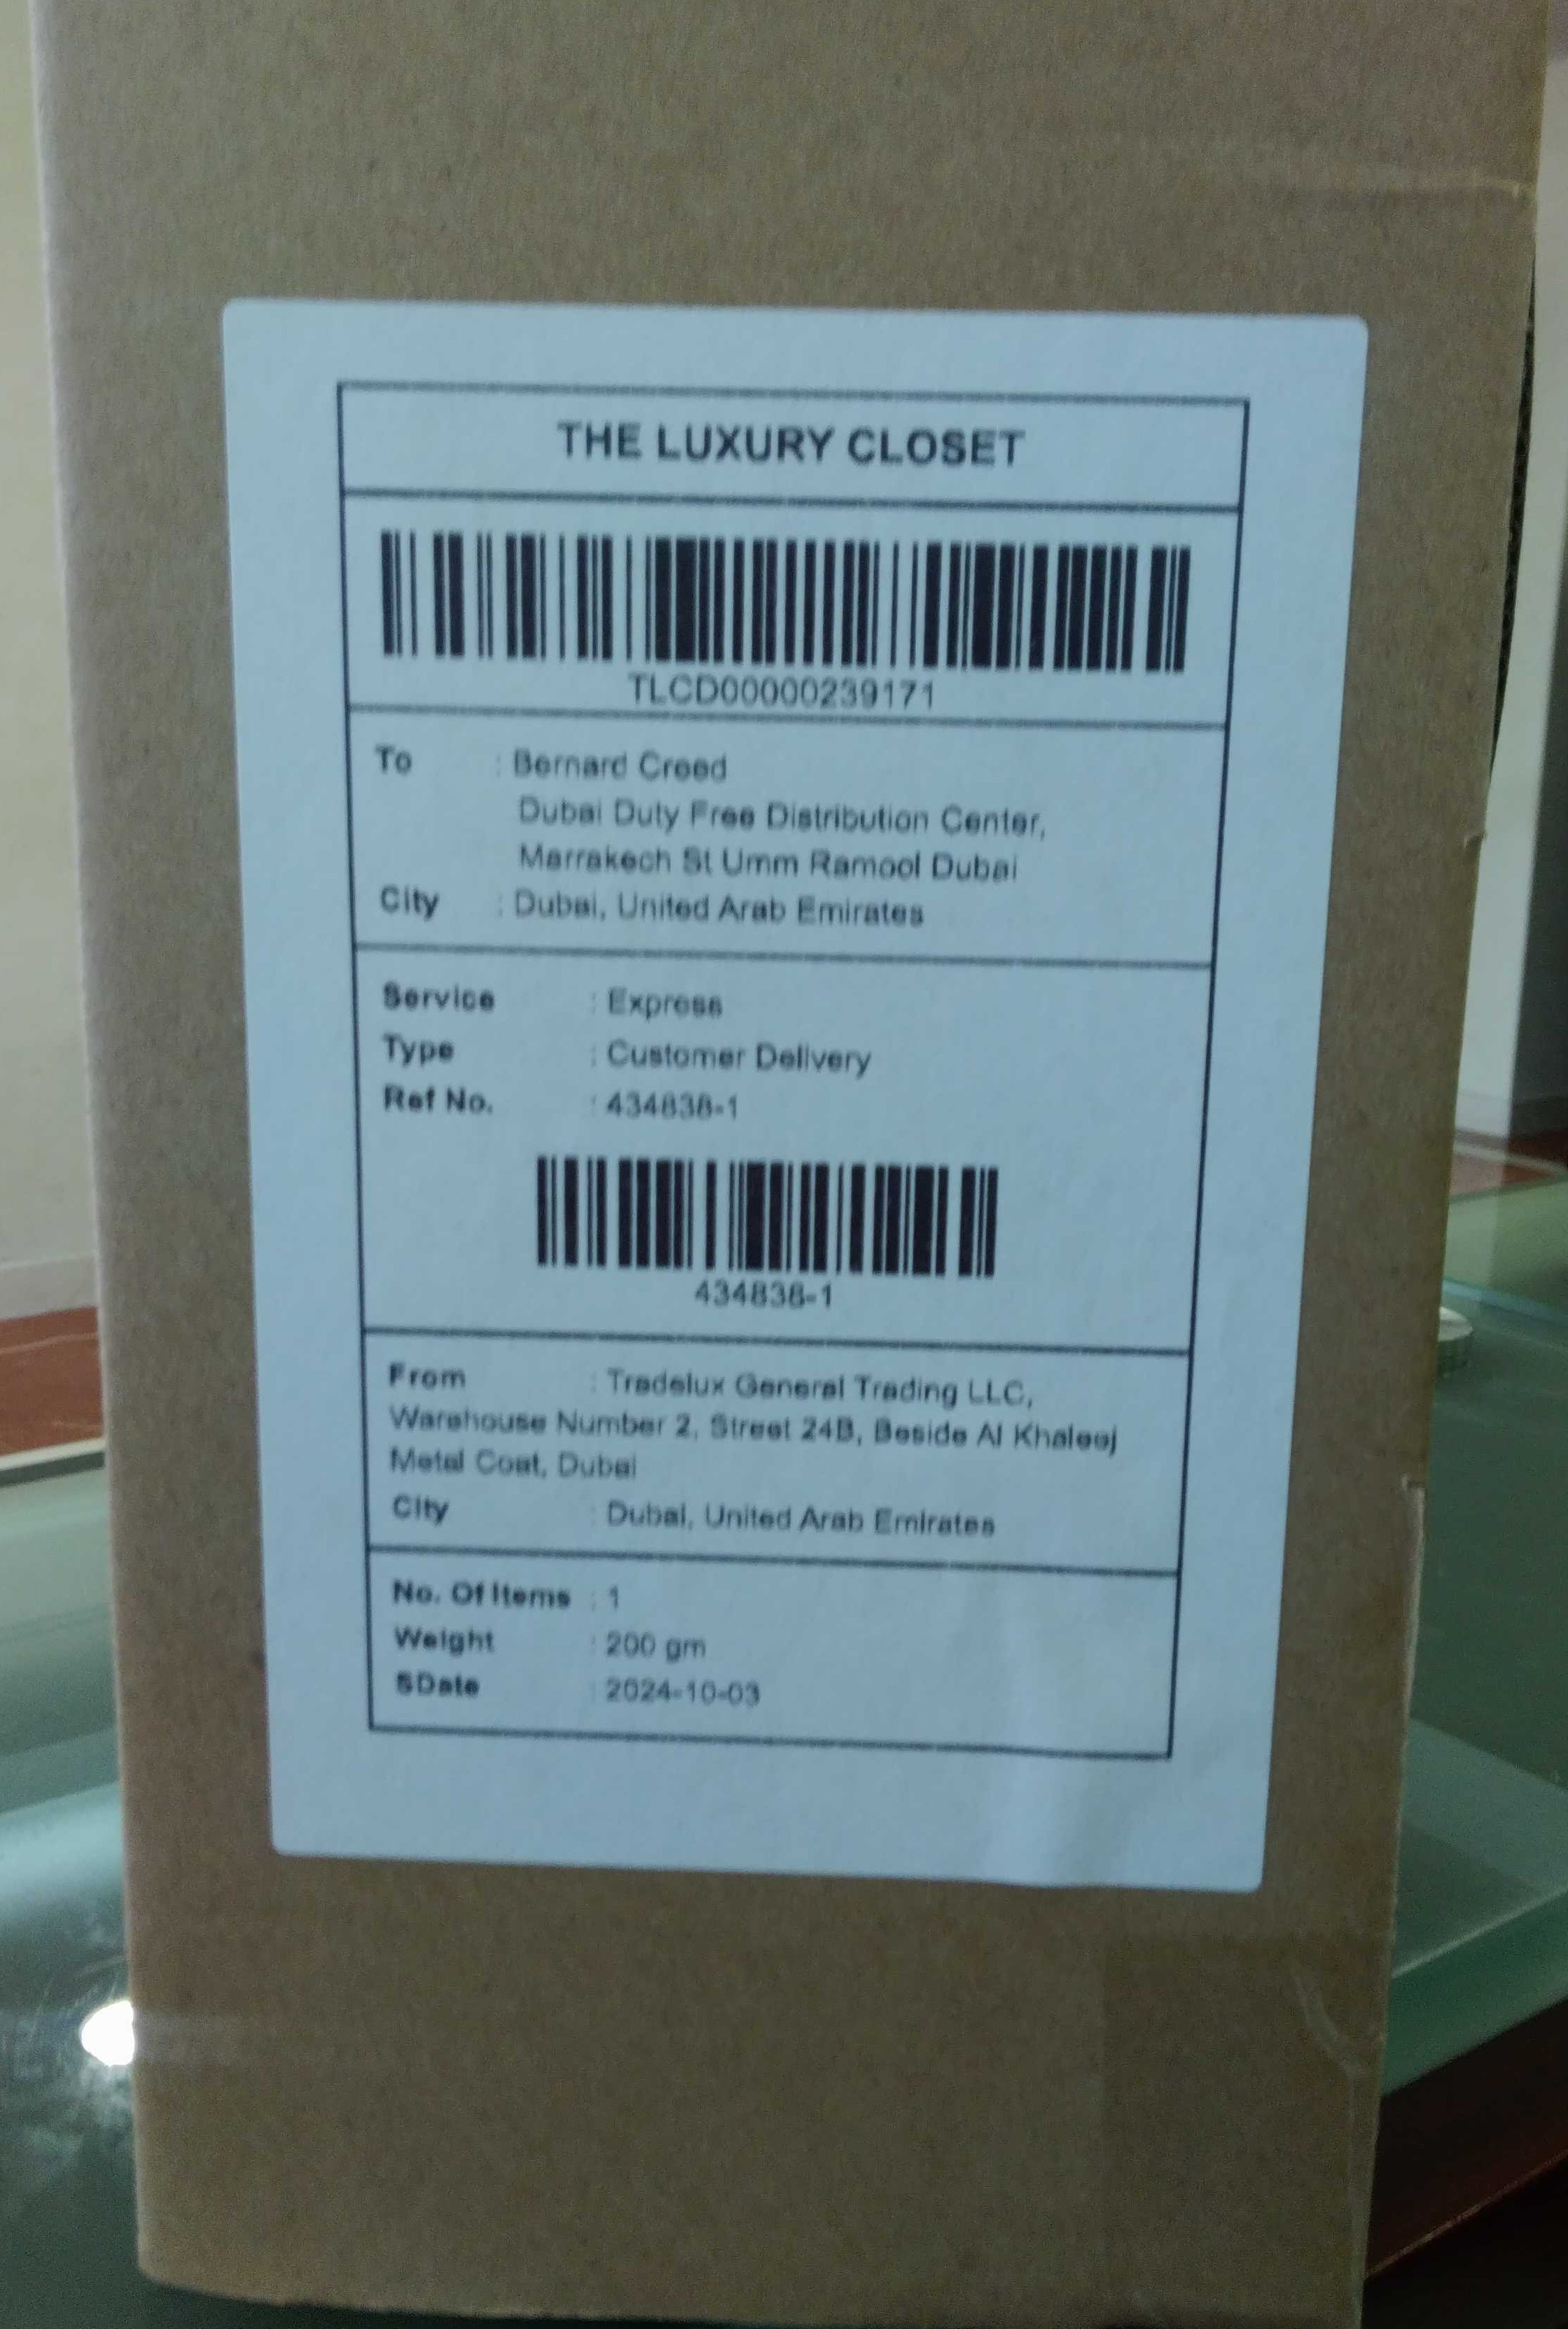 THE LUXURY CLOSET
TLCD00000239171
To : Bernard Creed
Dubai Duty Free Distribution Center,
Marrakech St Umm Ramool Dubai
City : Dubai, United Arab Emirates
Service : Express
Type : Customer Delivery
Ref No. : 434838-1
434838-1
From : Tradelux General Trading LLC,
Warehouse Number 2, Street 24B, Beside Al Khaleej
Metal Coat, Dubai
City : Dubai, United Arab Emirates
No. Of Items : 1
Weight : 200 gm
SDate : 2024-10-03